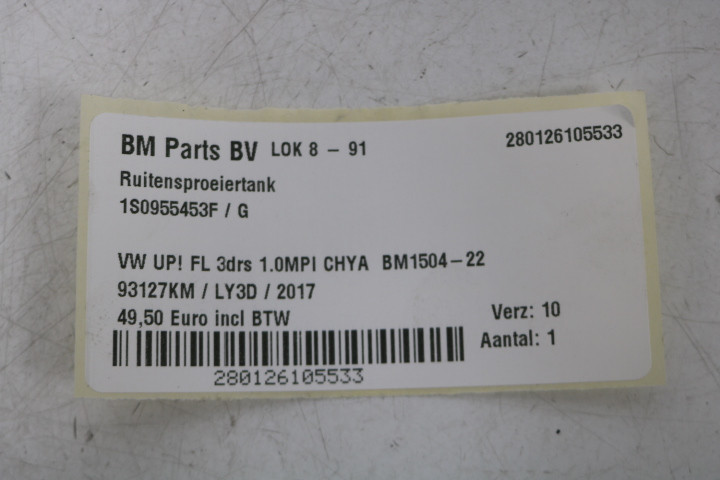 BM Parts BV LOK 8 - 91 280126105533
Ruitensproeiertank
1S0955453F / G
VW UP! FL 3drs 1.0MPI CHYA BM1504-22
93127KM / LY3D / 2017
49,50 Euro incl BTW Verz: 10
Aantal: 1
280126105533